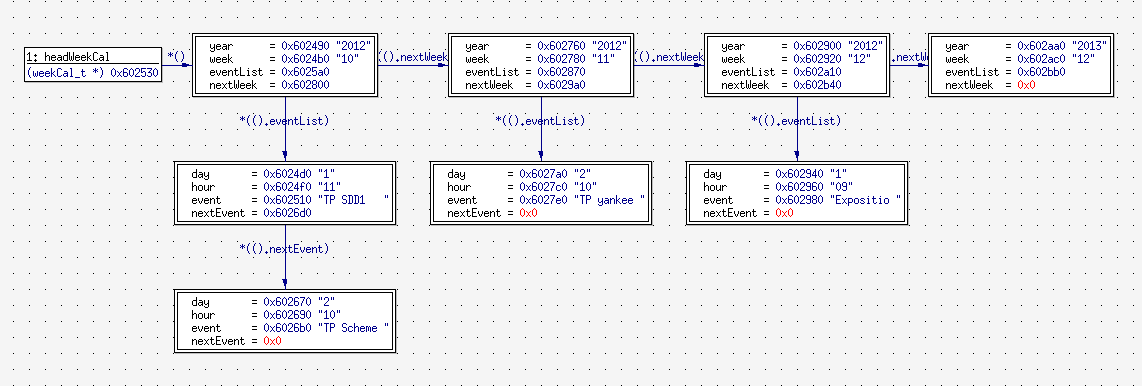 1: headWeekCal
(weekCal_t *) 0x602530
*()
year = 0x602490 "2012"
week = 0x6024b0 "10"
eventList = 0x6025a0
nextWeek = 0x602800
(().nextWeek
year = 0x602760 "2012"
week = 0x602780 "11"
eventList = 0x602870
nextWeek = 0x6029a0
(().nextWeek
year = 0x602900 "2012"
week = 0x602920 "12"
eventList = 0x602a10
nextWeek = 0x602b40
.nextW
year = 0x602aa0 "2013"
week = 0x602ac0 "12"
eventList = 0x602bb0
nextWeek = 0x0
*(().eventList)
*(().eventList)
*(().eventList)
day = 0x6024d0 "1"
hour = 0x6024f0 "11"
event = 0x602510 "TP SDD1   "
nextEvent = 0x6026d0
day = 0x6027a0 "2"
hour = 0x6027c0 "10"
event = 0x6027e0 "TP yankee "
nextEvent = 0x0
day = 0x602940 "1"
hour = 0x602960 "09"
event = 0x602980 "Expositio "
nextEvent = 0x0
*(().nextEvent)
day = 0x602670 "2"
hour = 0x602690 "10"
event = 0x6026b0 "TP Scheme "
nextEvent = 0x0